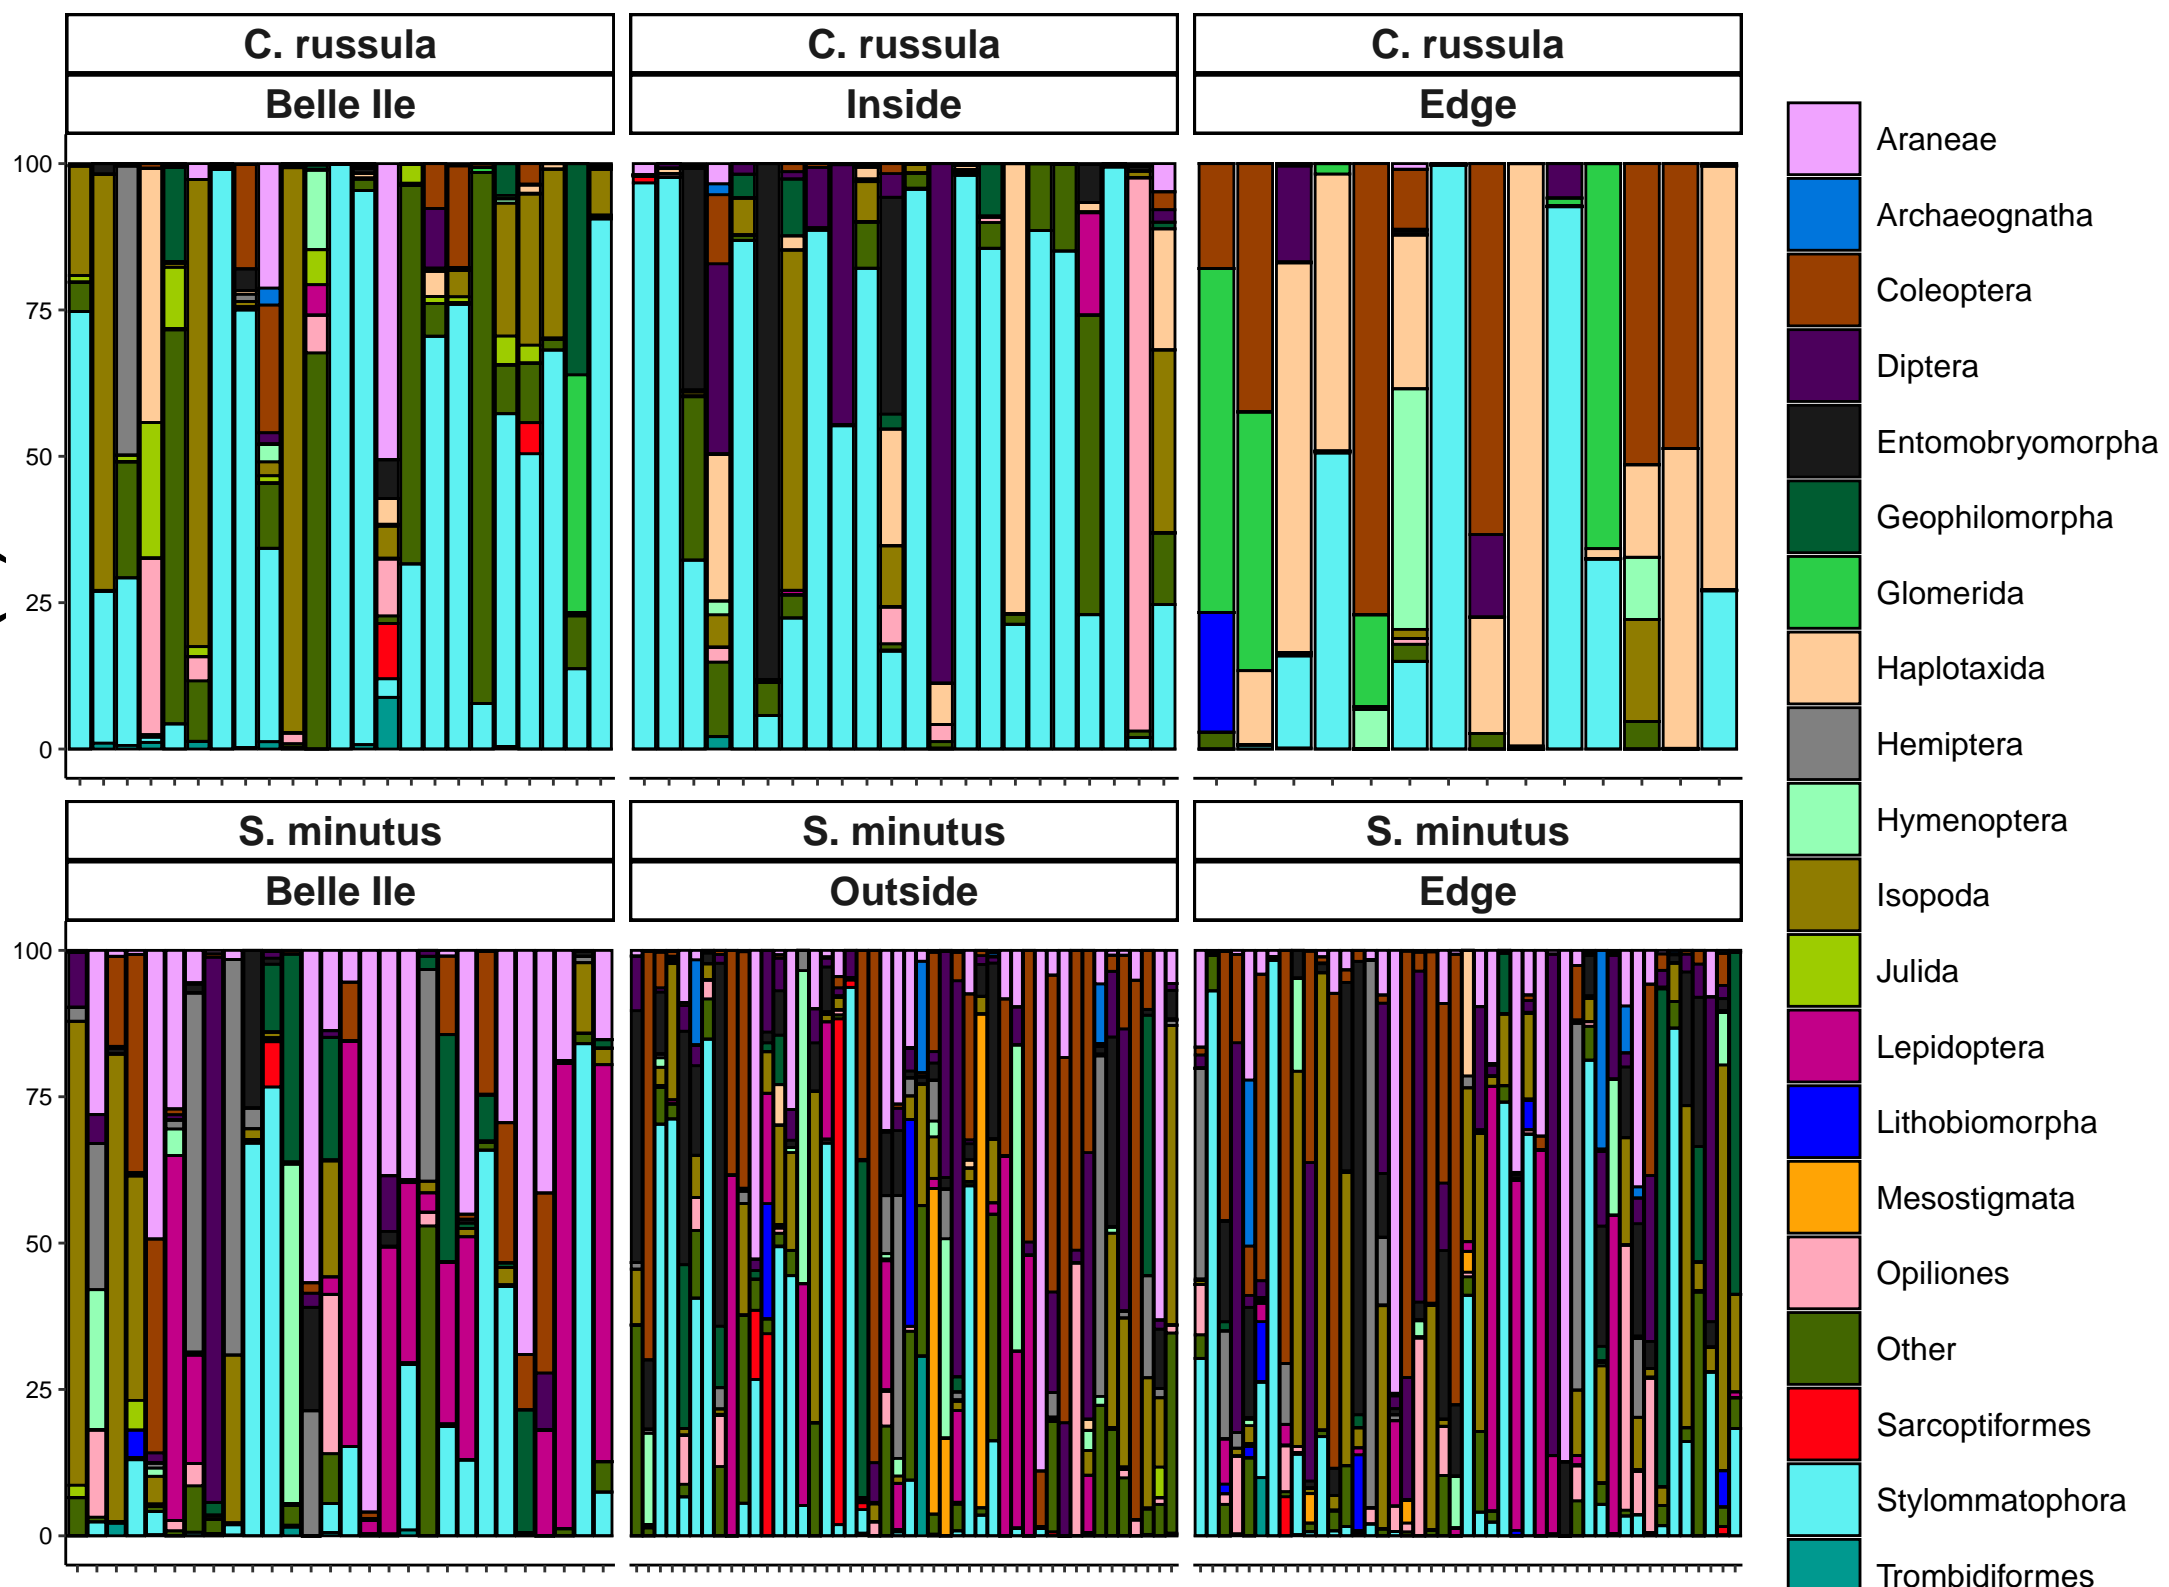 C. russula
Belle Ile
C. russula
Inside
C. russula
Edge
100
75
50
25
0
S. minutus
Belle Ile
S. minutus
Outside
S. minutus
Edge
100
75
50
25
0
Araneae
Archaeognatha
Coleoptera
Diptera
Entomobryomorpha
Geophilomorpha
Glomerida
Haplotaxida
Hemiptera
Hymenoptera
Isopoda
Julida
Lepidoptera
Lithobiomorpha
Mesostigmata
Opiliones
Other
Sarcoptiformes
Stylommatophora
Trombidiformes